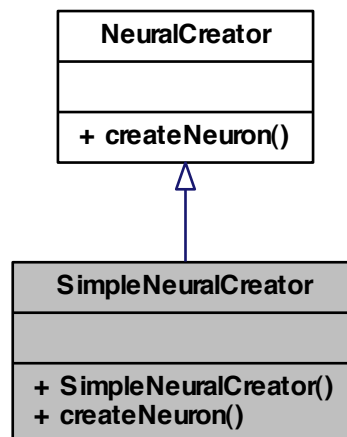 NeuralCreator
+ createNeuron()
SimpleNeuralCreator
+ SimpleNeuralCreator()
+ createNeuron()